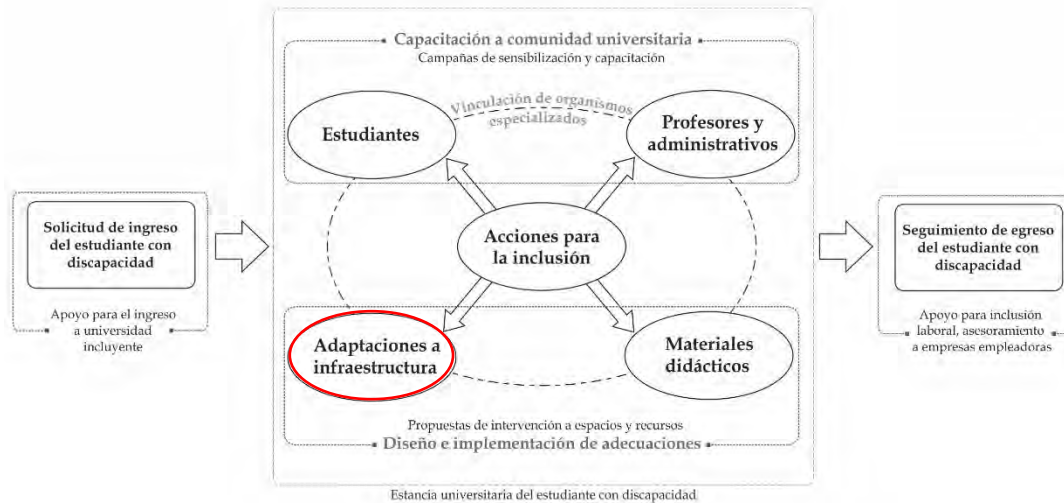 Capacitación a comunidad universitaria
Campañas de sensibilización y capacitación
Vinculación de organismos
especializados
Estudiantes
Profesores y
administrativos
Solicitud de ingreso
del estudiante con
discapacidad
Apoyo para el ingreso
a universidad
incluyente
Acciones para
la inclusión
Seguimiento de egreso
del estudiante con
discapacidad
Apoyo para inclusión
laboral, asesoramiento
a empresas empleadoras
Adaptaciones a
infraestructura
Materiales
didácticos
Propuestas de intervención a espacios y recursos
Diseño e implementación de adecuaciones
Estancia universitaria del estudiante con discapacidad